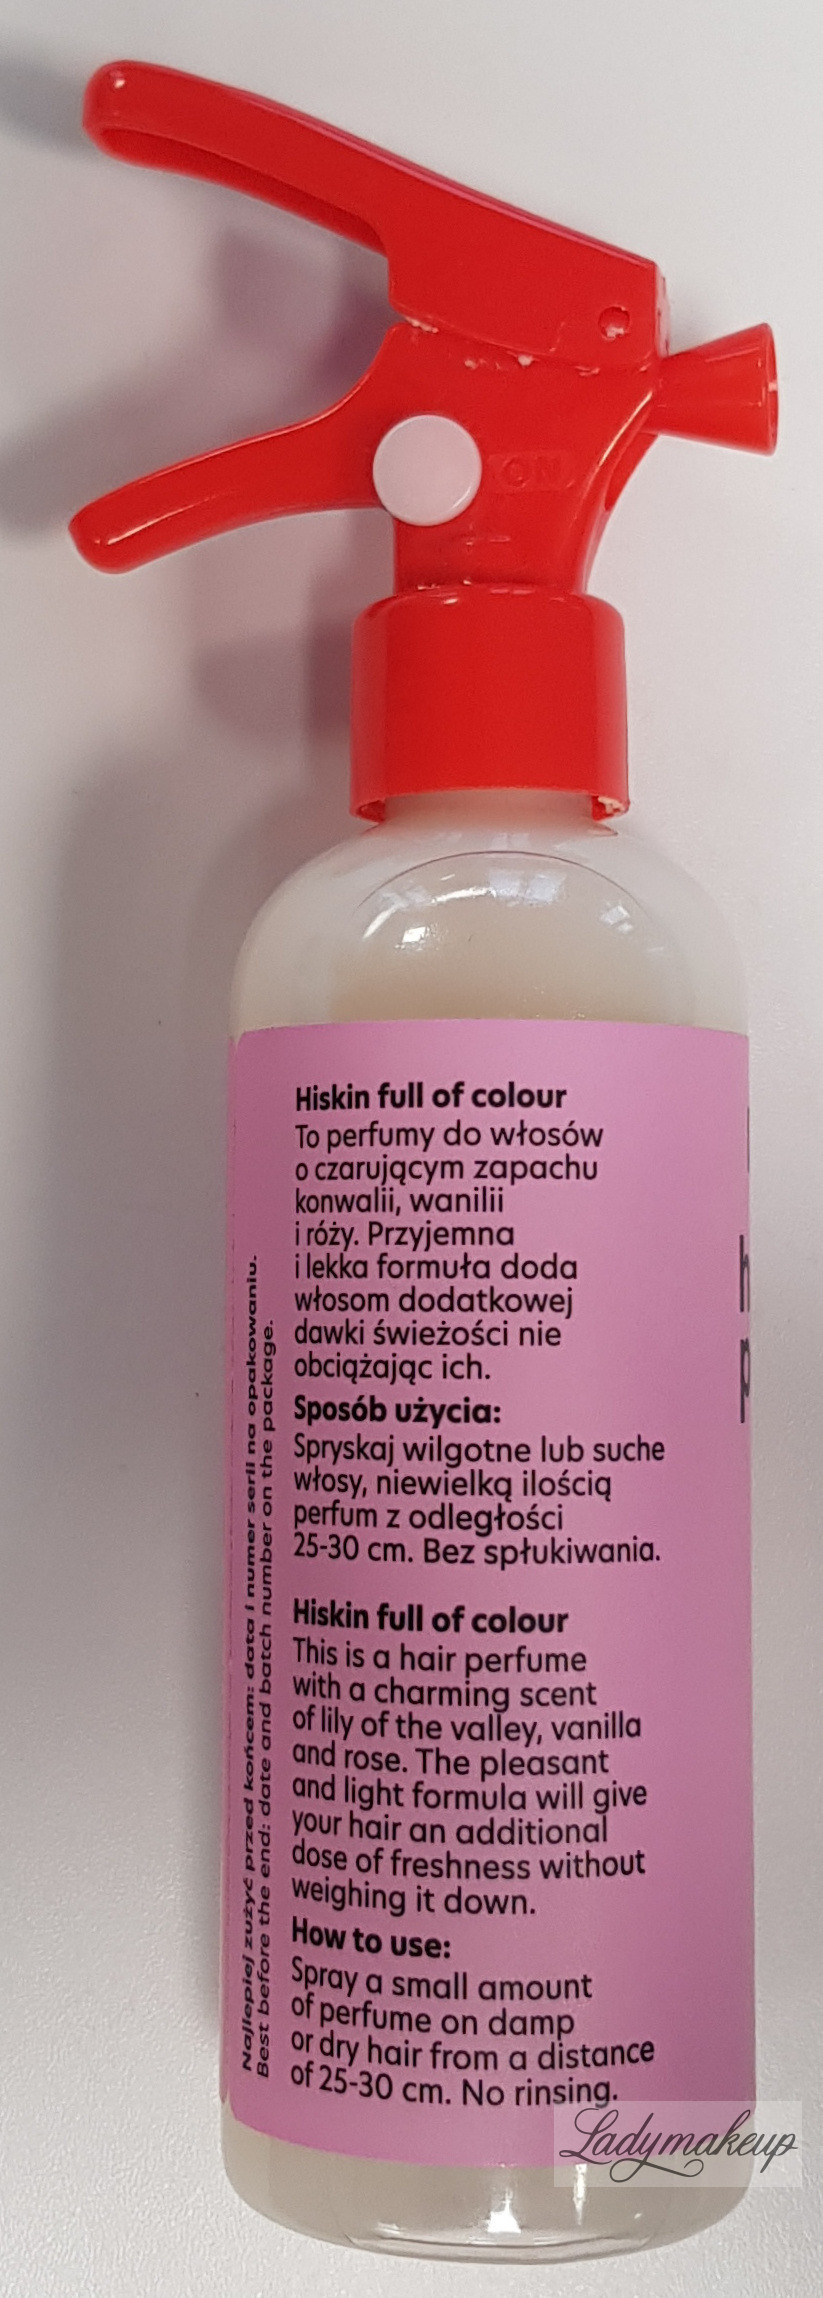 ON
Hiskin full of colour
To perfumy do włosów
o czarującym zapachu
konwalii, wanilii
i róży. Przyjemna
i lekka formuła doda
włosom dodatkowej
dawki świeżości nie
obciążając ich.
Sposób użycia:
Spryskaj wilgotne lub suche
włosy, niewielką ilością
perfum z odległości
25-30 cm. Bez spłukiwania.
Hiskin full of colour
This is a hair perfume
with a charming scent
of lily of the valley, vanilla
and rose. The pleasant
and light formula will give
your hair an additional
dose of freshness without
weighing it down.
How to use:
Spray a small amount
of perfume on damp
or dry hair from a distance
of 25-30 cm. No rinsing.
Najlepiej zużyć przed końcem: data i numer serii na opakowaniu.
Best before the end: date and batch number on the package.
Ladymakeup